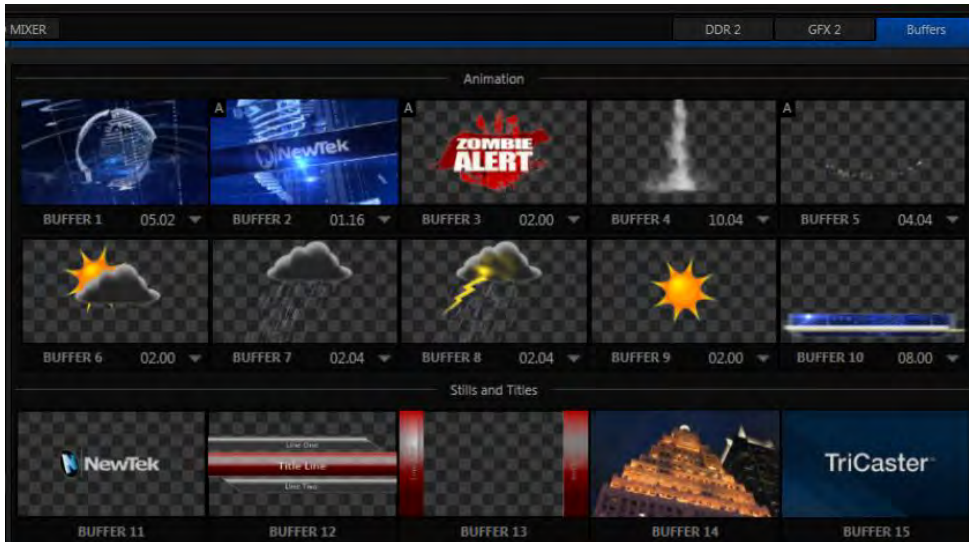 MIXER
DDR 2
GFX 2
Buffers
Animation
A
A
A
NewTek
ZOMBIE
ALERT
BUFFER 1 05.02
BUFFER 2 01.16
BUFFER 3 02.00
BUFFER 4 10.04
BUFFER 5 04.04
BUFFER 6 02.00
BUFFER 7 02.04
BUFFER 8 02.04
BUFFER 9 02.00
BUFFER 10 08.00
Stills and Titles
NewTek
Line One
Title Line
Line Two
TriCaster
BUFFER 11
BUFFER 12
BUFFER 13
BUFFER 14
BUFFER 15